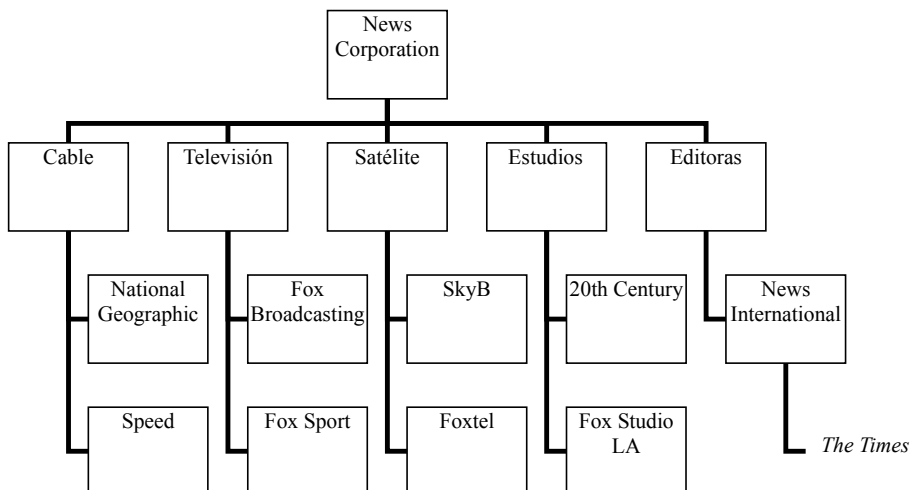 News
Corporation
Cable
Televisión
Satélite
Estudios
Editoras
National
Geographic
Fox
Broadcasting
SkyB
20th Century
News
International
Speed
Fox Sport
Foxtel
Fox Studio
LA
The Times